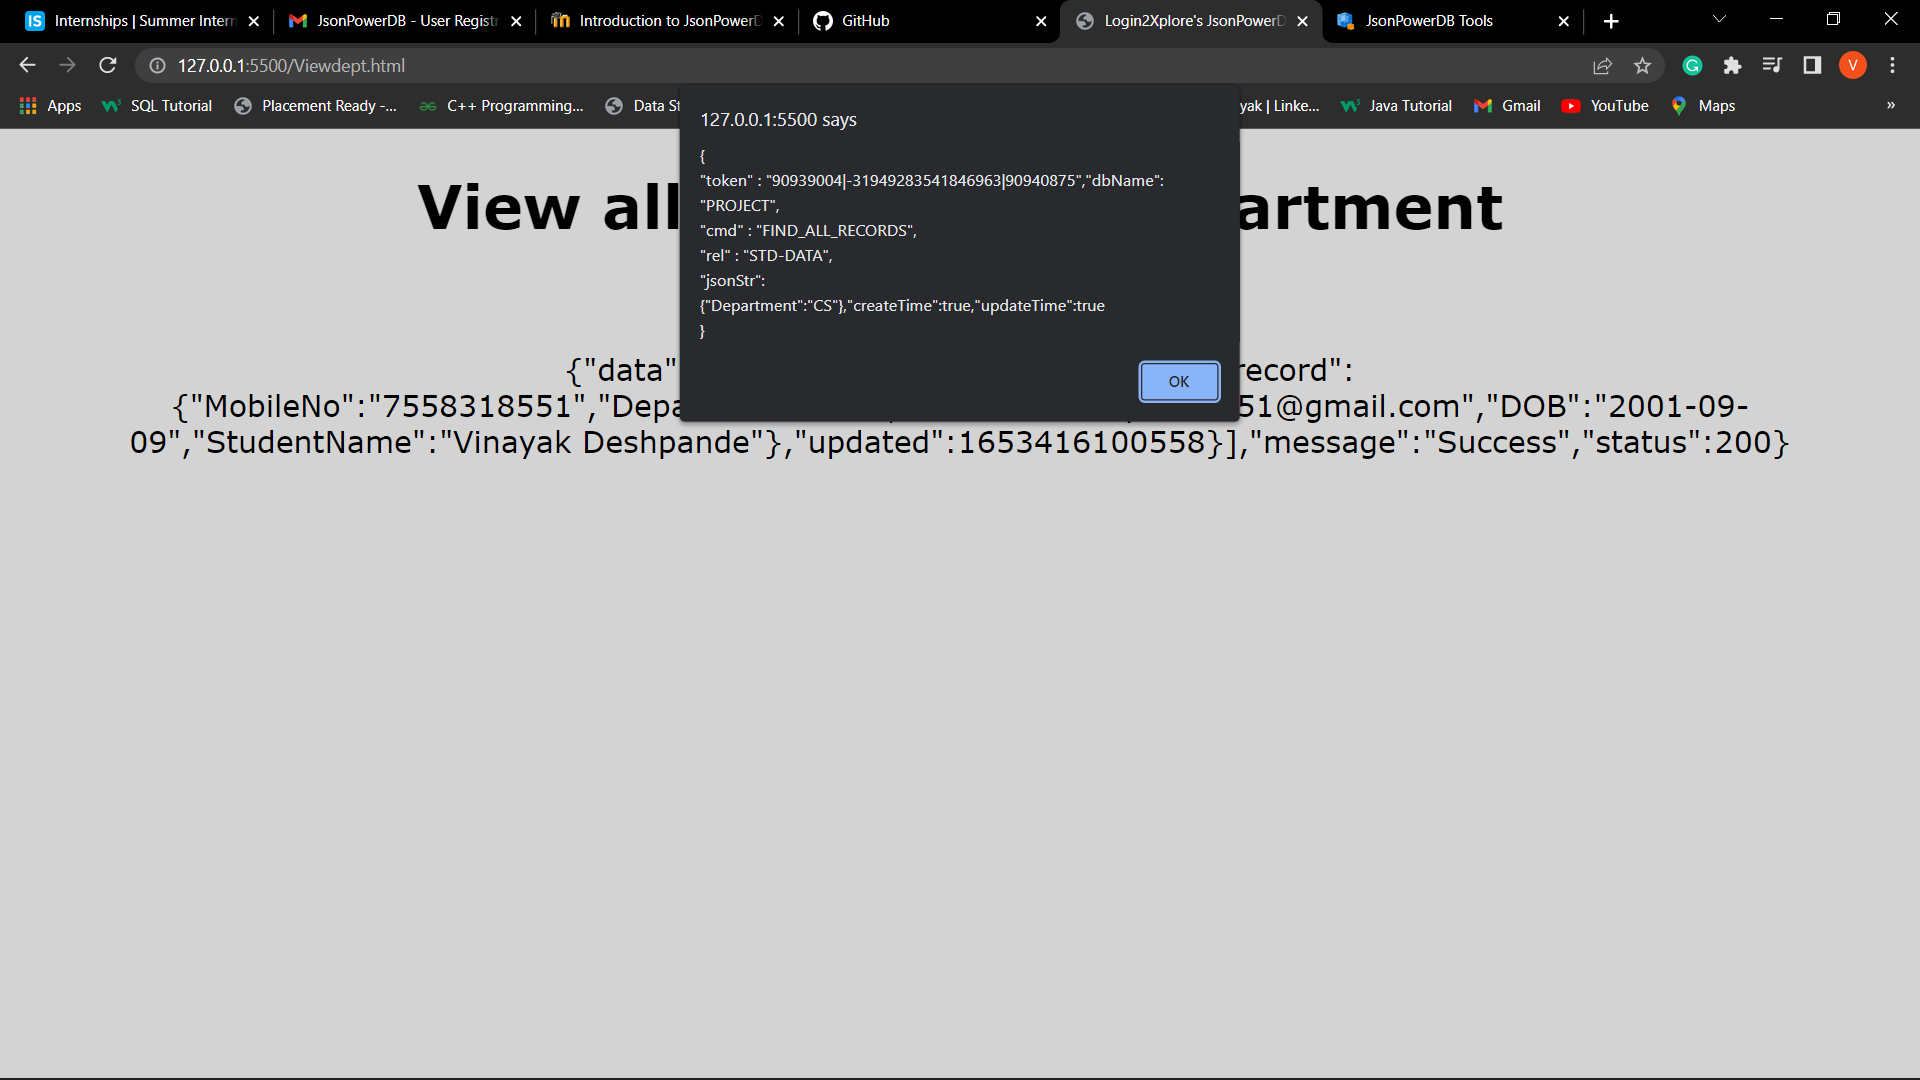 IS Internships | Summer Intern
JsonPowerDB - User Registr
Introduction to JsonPowerD
GitHub
Login2Xplore's JsonPowerD
JsonPowerDB Tools
127.0.0.1:5500/Viewdept.html
V
Apps
SQL Tutorial
Placement Ready -...
C++ Programming...
Data St
yak | Linke...
Java Tutorial
Gmail
YouTube
Maps
»
127.0.0.1:5500 says
{
"token" : "90939004|-31949283541846963|90940875","dbName":
"PROJECT",
"cmd" : "FIND_ALL_RECORDS",
"rel" : "STD-DATA",
"jsonStr":
{"Department":"CS"},"createTime":true,"updateTime":true
}
OK
View all artment
{"data" record":
{"MobileNo":"7558318551","Depa 51@gmail.com","DOB":"2001-09-
09","StudentName":"Vinayak Deshpande"},"updated":1653416100558}],"message":"Success","status":200}